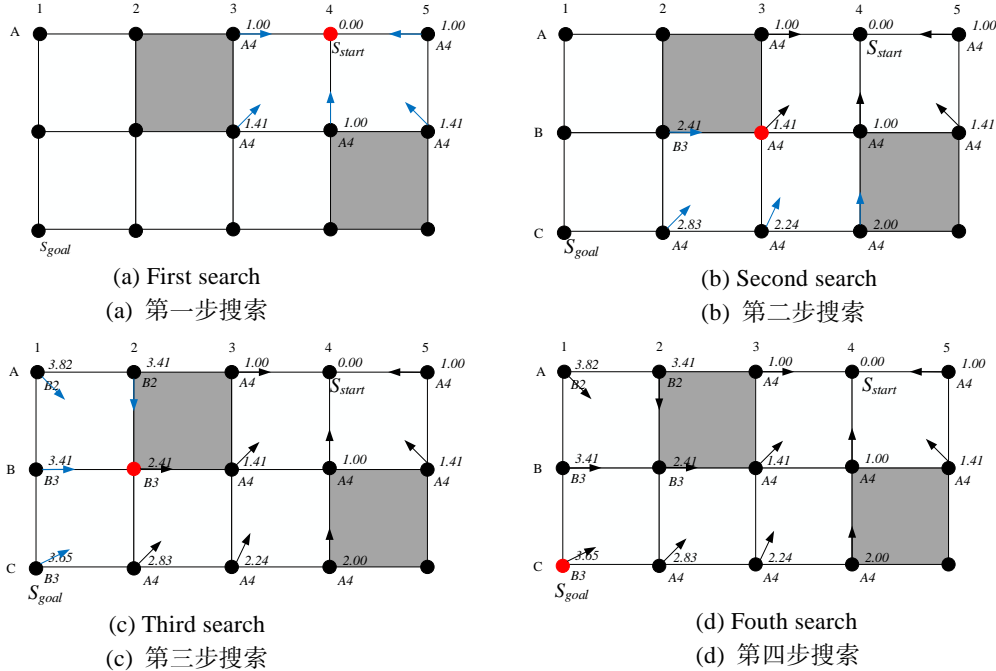 1 2 3 4 5
A 1.00 0.00 1.00
A4 S_start A4
1.41 1.00 1.41
A4 A4 A4
S_goal
(a) First search
(a) 第一步搜索
1 2 3 4 5
A 1.00 0.00 1.00
A4 S_start A4
B 2.41 1.41 1.00 1.41
B3 A4 A4 A4
C 2.83 2.24 2.00
S_goal A4 A4 A4
(b) Second search
(b) 第二步搜索
1 2 3 4 5
A 3.82 3.41 1.00 0.00 1.00
B2 B2 A4 S_start A4
B 3.41 2.41 1.41 1.00 1.41
B3 B3 A4 A4 A4
C 3.65 2.83 2.24 2.00
B3 A4 A4 A4
S_goal
(c) Third search
(c) 第三步搜索
1 2 3 4 5
A 3.82 3.41 1.00 0.00 1.00
B2 B2 A4 S_start A4
B 3.41 2.41 1.41 1.00 1.41
B3 B3 A4 A4 A4
C 3.65 2.83 2.24 2.00
B3 A4 A4 A4
S_goal
(d) Fouth search
(d) 第四步搜索